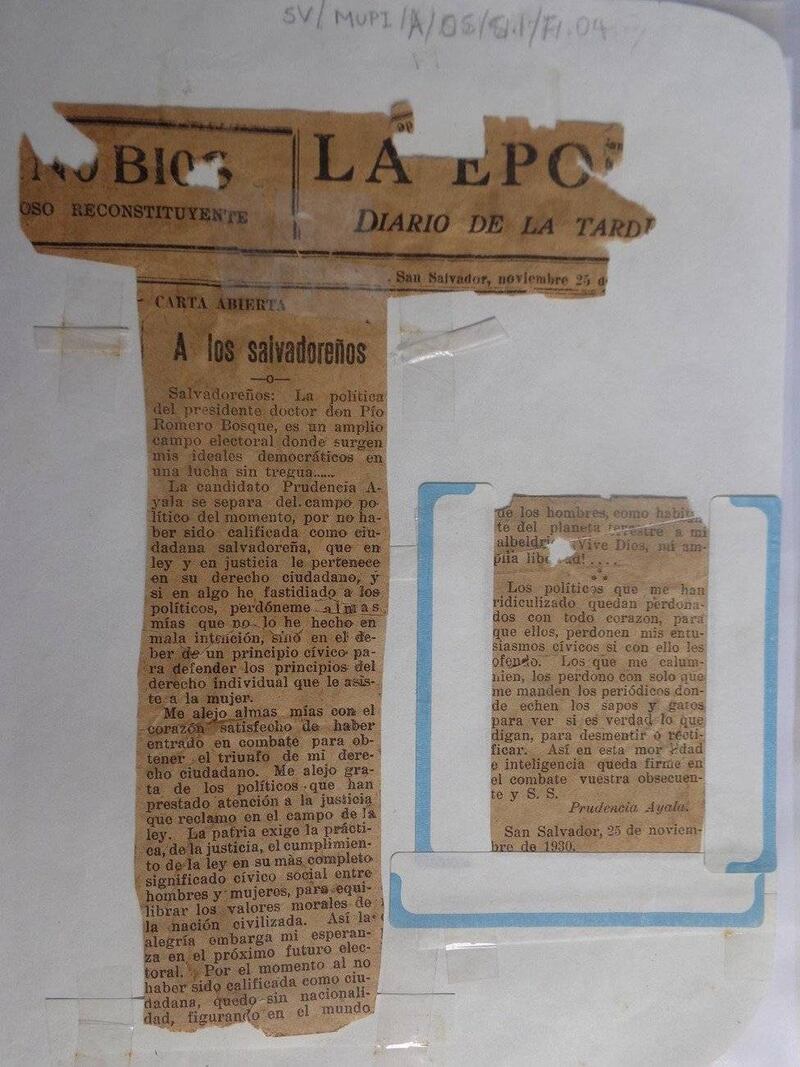 SV/MUPI/A/
BIOS
LA EPO
OSO RECONSTITUYENTE
DIARIO DE LA TARDE
San Salvador, noviembre 25 d
CARTA ABIERTA
A los salvadoreños
—o—
Salvadoreños: La política
del presidente doctor don Pío
Romero Bosque, es un amplio
campo electoral donde surgen
mis ideales democráticos en
una lucha sin tregua......
La candidato Prudencia A-
yala se separa del campo po-
lítico del momento, por no ha-
ber sido calificada como ciu-
dadana salvadoreña, que en
ley y en justicia le pertenece
en su derecho ciudadano, y
si en algo he fastidiado a los
políticos, perdóneme almas
mías que no lo he hecho en
mala intención, sinó en el de-
ber de un principio cívico pa-
ra defender los principios del
derecho individual que le asis-
te a la mujer.
Me alejo almas mías con el
corazón satisfecho de haber
entrado en combate para ob-
tener el triunfo de mi dere-
cho ciudadano. Me alejo gra-
ta de los políticos que han
prestado atención a la justicia
que reclamo en el campo de la
ley. La patria exige la prácti-
ca, de la justicia, el cumplimien-
to de la ley en su más completo
significado cívico social entre
hombres y mujeres, para equi-
librar los valores morales de
la nación civilizada. Así la
alegría embarga mi esperan-
za en el próximo futuro elec-
toral. Por el momento al no
haber sido calificada como ciu-
dadana, quedo sin nacionali-
dad, figurando en el mundo
de los hombres, como habi
te del planeta terrestre a mi
albeldrí ¡Vive Dios, mi am-
plia libe ad!....
Los políticos que me han
ridiculizado quedan perdona-
dos con todo corazon, para
que ellos, perdonen mis entu-
siasmos cívicos si con ello les
ofendo. Los que me calum-
nien, los perdono con solo que
me manden los periódicos don-
de echen los sapos y gatos
para ver si es verdad lo que
digan, para desmentir o recti-
ficar. Así en esta mor dad
e inteligencia queda firme en
el combate vuestra obsecuen-
te y S. S.
Prudencia Ayala.
San Salvador, 25 de noviem-
bre de 1930.